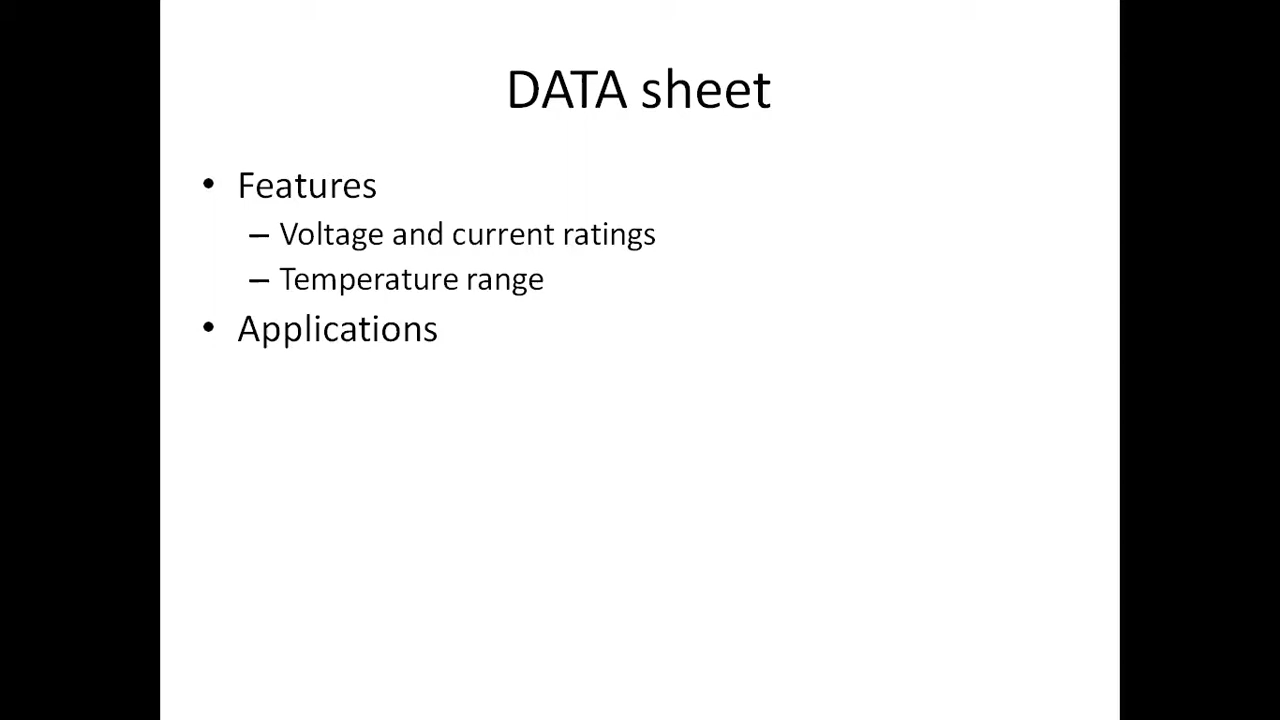 DATA sheet
• Features
– Voltage and current ratings
– Temperature range
• Applications